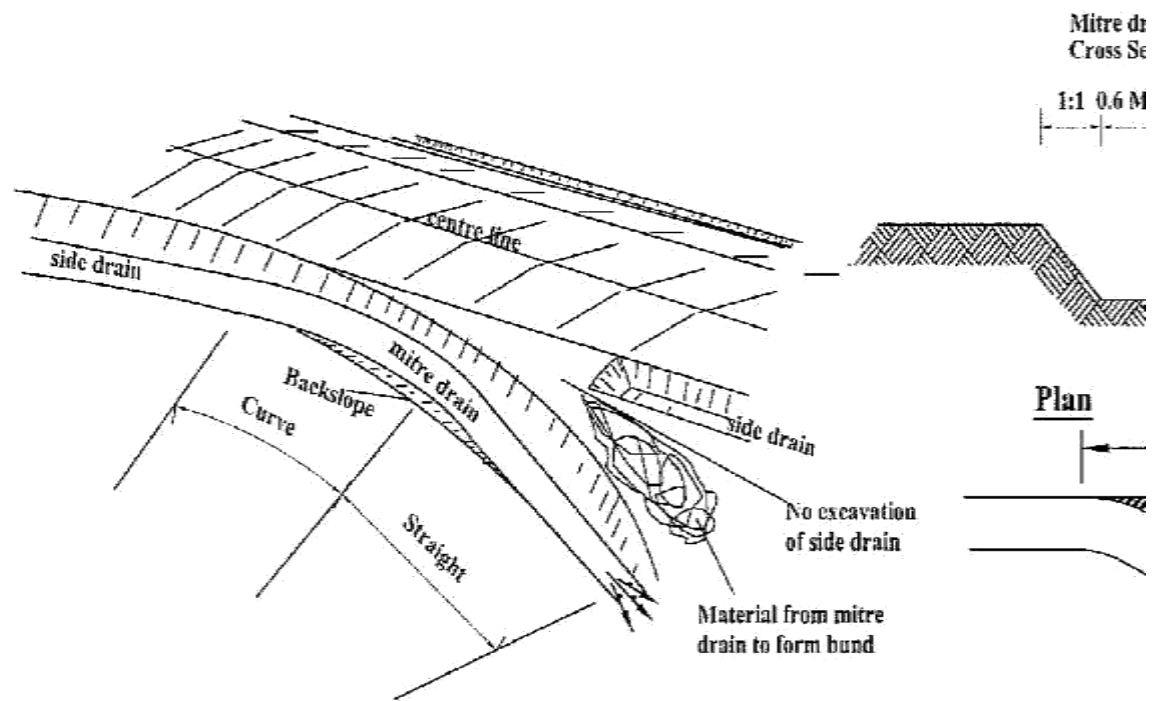 Mitre dr
Cross Se
1:1 0.6 M
centre line
side drain
mitre drain
Backslope
Curve
side drain
Plan
No excavation
of side drain
Straight
Material from mitre
drain to form bund